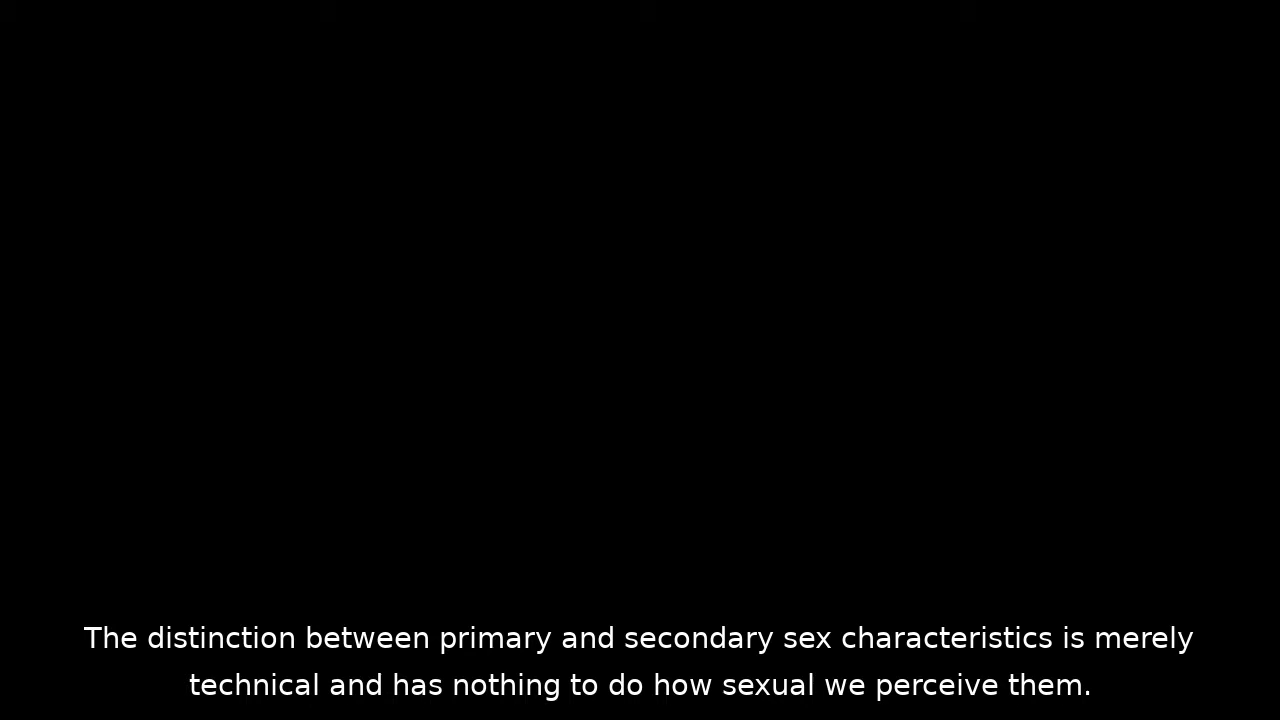 The distinction between primary and secondary sex characteristics is merely
technical and has nothing to do how sexual we perceive them.